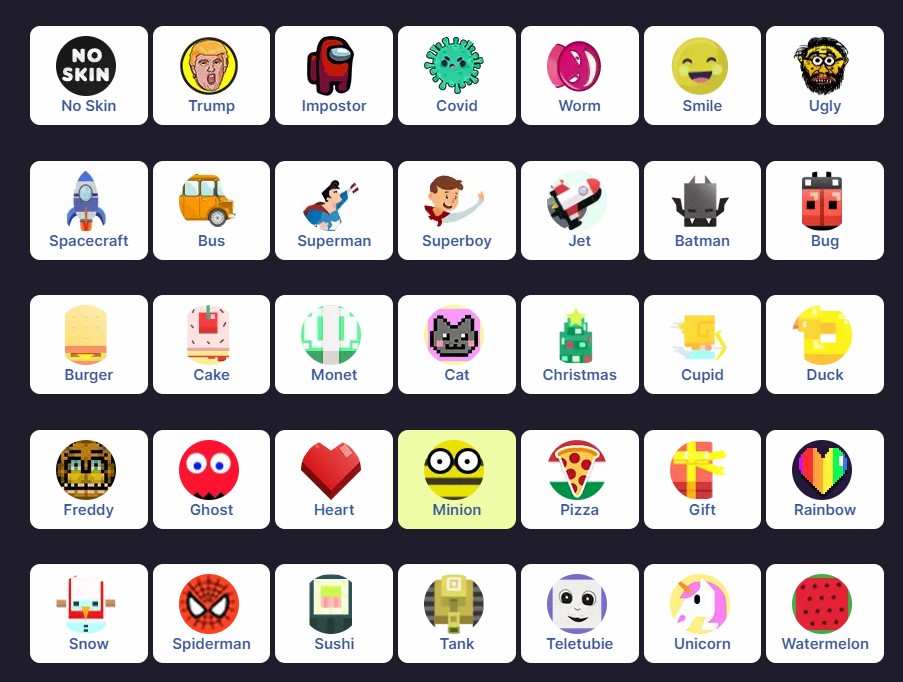 NO
SKIN
No Skin
Trump
Impostor
Covid
Worm
Smile
Ugly
Spacecraft
Bus
Superman
Superboy
Jet
Batman
Bug
Burger
Cake
Monet
Cat
Christmas
Cupid
Duck
Freddy
Ghost
Heart
Minion
Pizza
Gift
Rainbow
Snow
Spiderman
Sushi
Tank
Teletubie
Unicorn
Watermelon